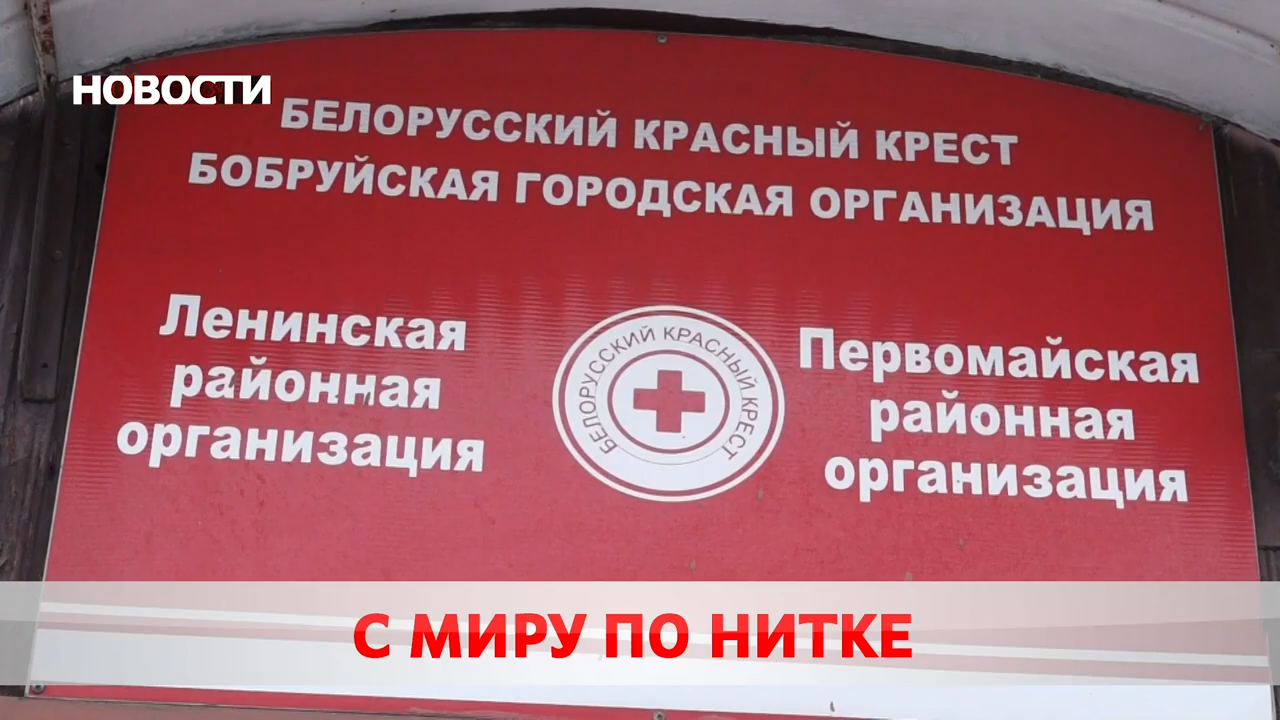 НОВОСТИ
БЕЛОРУССКИЙ КРАСНЫЙ КРЕСТ
БОБРУЙСКАЯ ГОРОДСКАЯ ОРГАНИЗАЦИЯ
Ленинская
районная
организация
БЕЛОРУССКИЙ КРАСНЫЙ КРЕСТ
Первомайская
районная
организация
С МИРУ ПО НИТКЕ